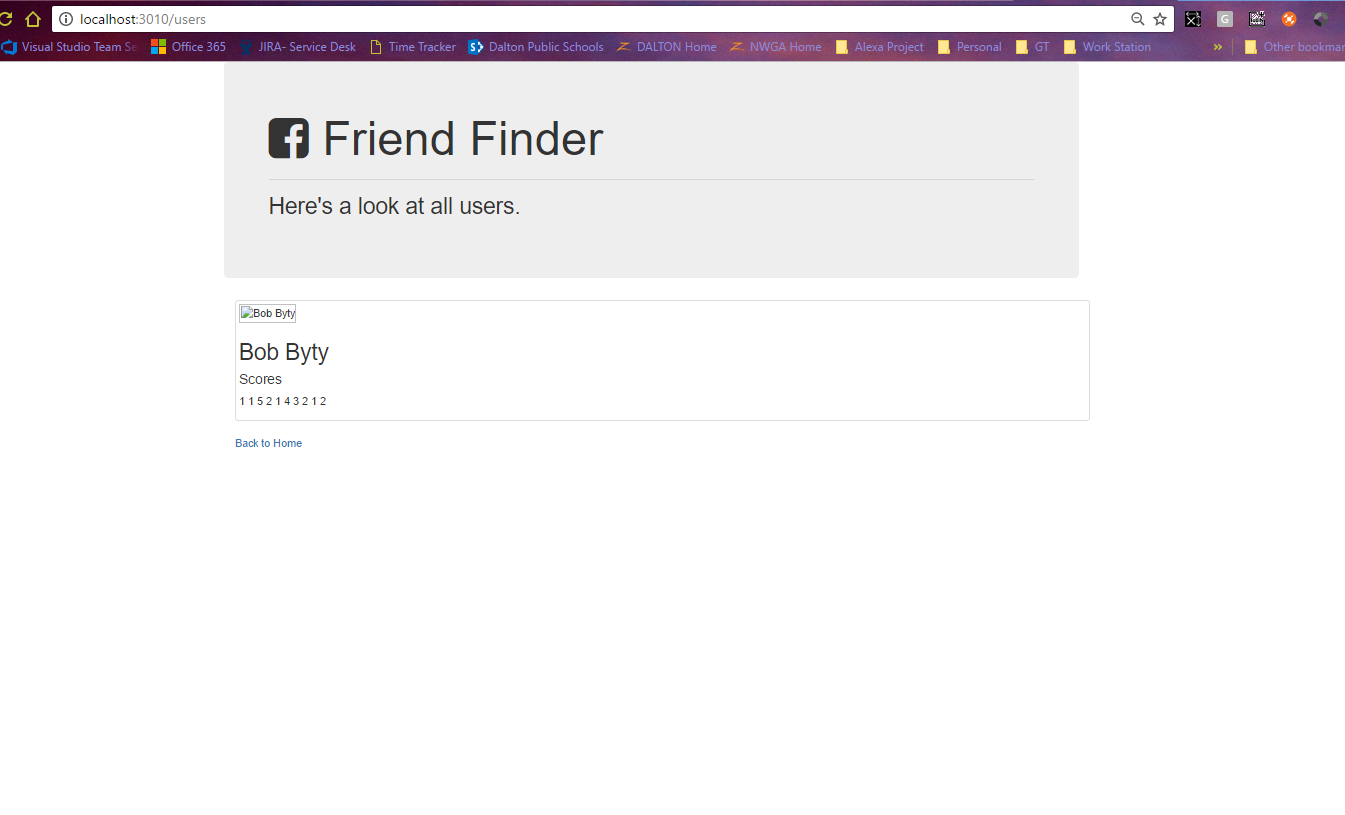 localhost:3010/users
Visual Studio Team Se
Office 365
JIRA- Service Desk
Time Tracker
Dalton Public Schools
DALTON Home
NWGA Home
Alexa Project
Personal
GT
Work Station
»
Other bookmar
Friend Finder
Here's a look at all users.
Bob Byty
Bob Byty
Scores
1 1 5 2 1 4 3 2 1 2
Back to Home